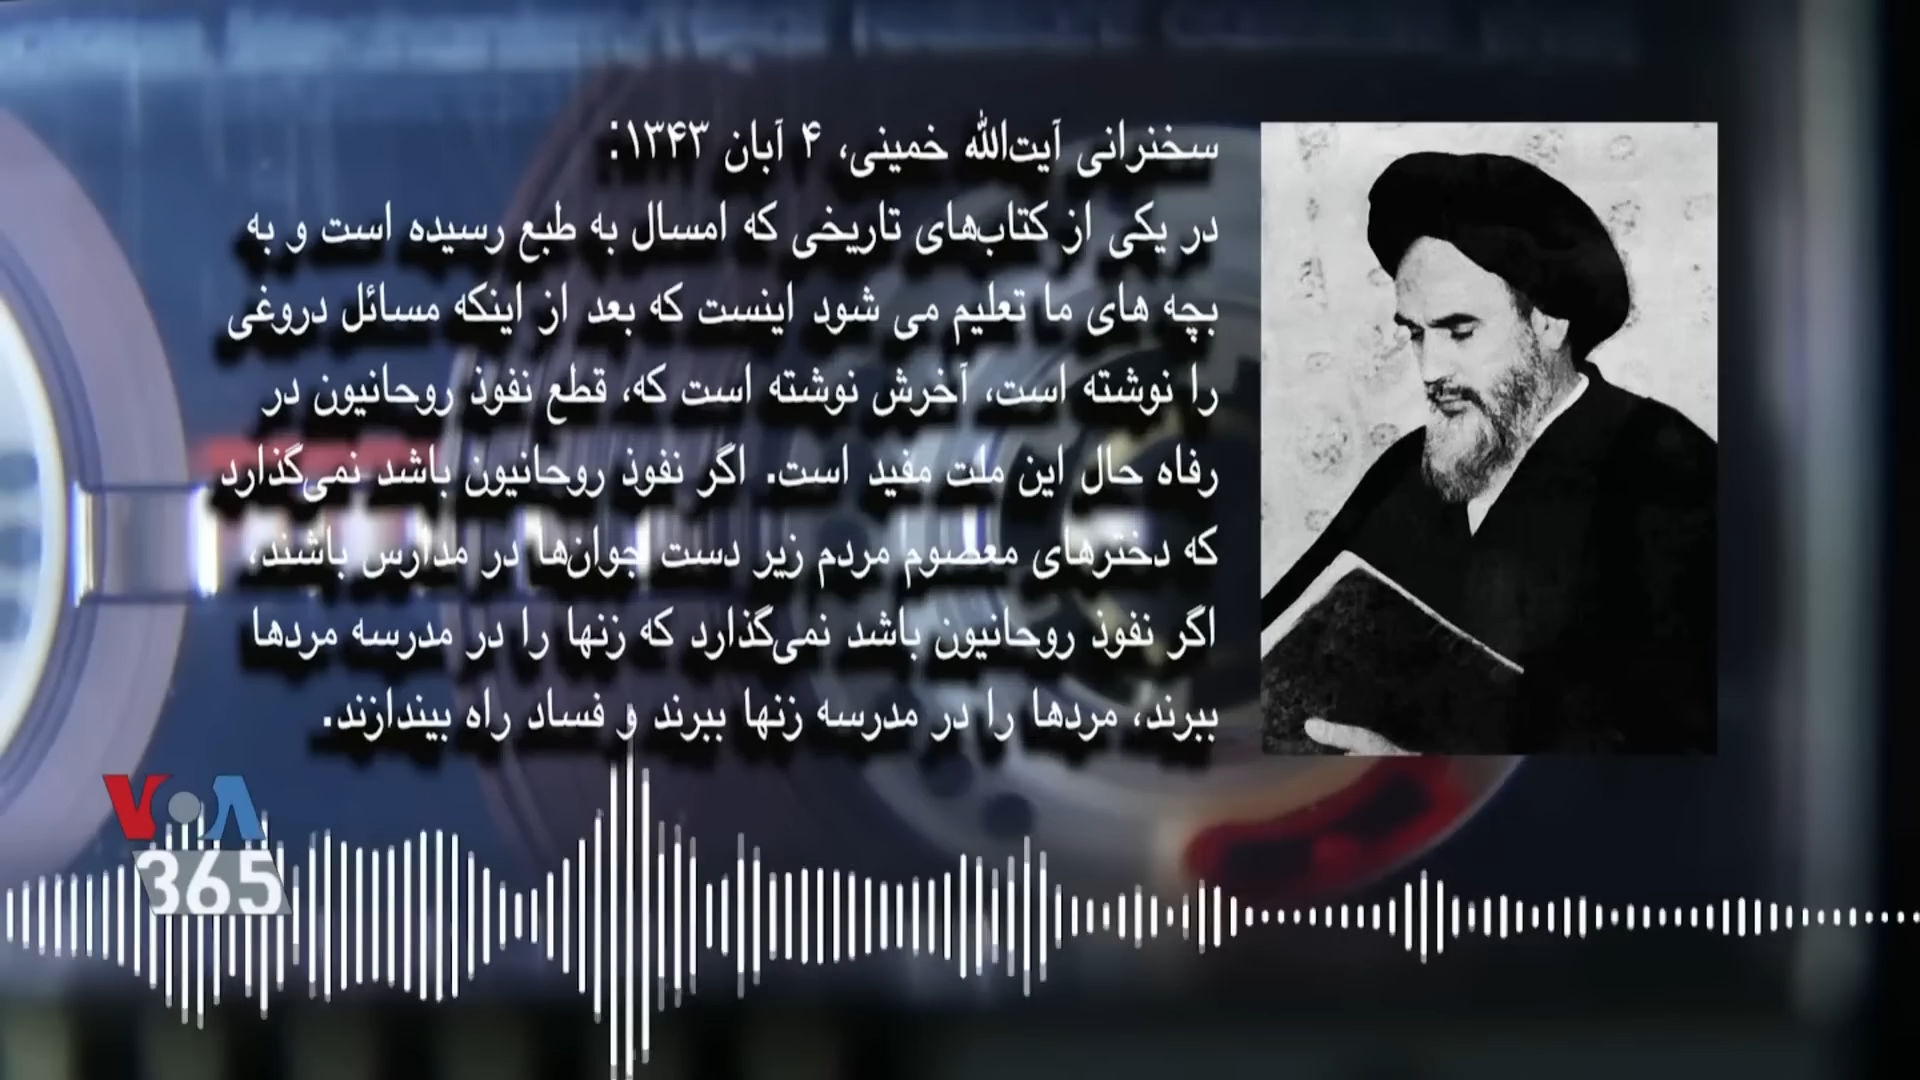 سخنرانی آیت‌الله خمینی، ۴ آبان ۱۳۴۳:
در یکی از کتاب‌های تاریخی که امسال به طبع رسیده است و به
بچه های ما تعلیم می شود اینست که بعد از اینکه مسائل دروغی
را نوشته است، آخرش نوشته است که، قطع نفوذ روحانیون در
رفاه حال این ملت مفید است. اگر نفوذ روحانیون باشد نمی‌گذارد
که دخترهای معصوم مردم زیر دست جوان‌ها در مدارس باشند،
اگر نفوذ روحانیون باشد نمی‌گذارد که زنها را در مدرسه مردها
ببرند، مردها را در مدرسه زنها ببرند و فساد راه بیندازند.
VOA
365